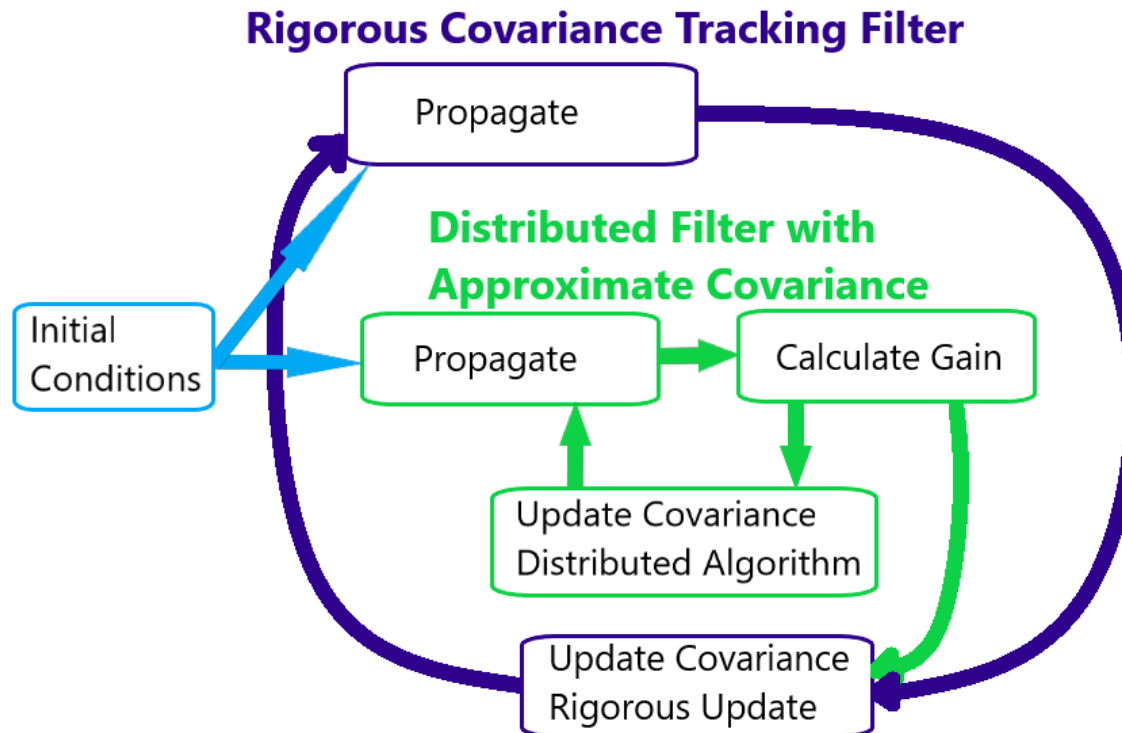 Rigorous Covariance Tracking Filter
Propagate
Distributed Filter with
Approximate Covariance
Initial
Conditions
Propagate
Calculate Gain
Update Covariance
Distributed Algorithm
Update Covariance
Rigorous Update